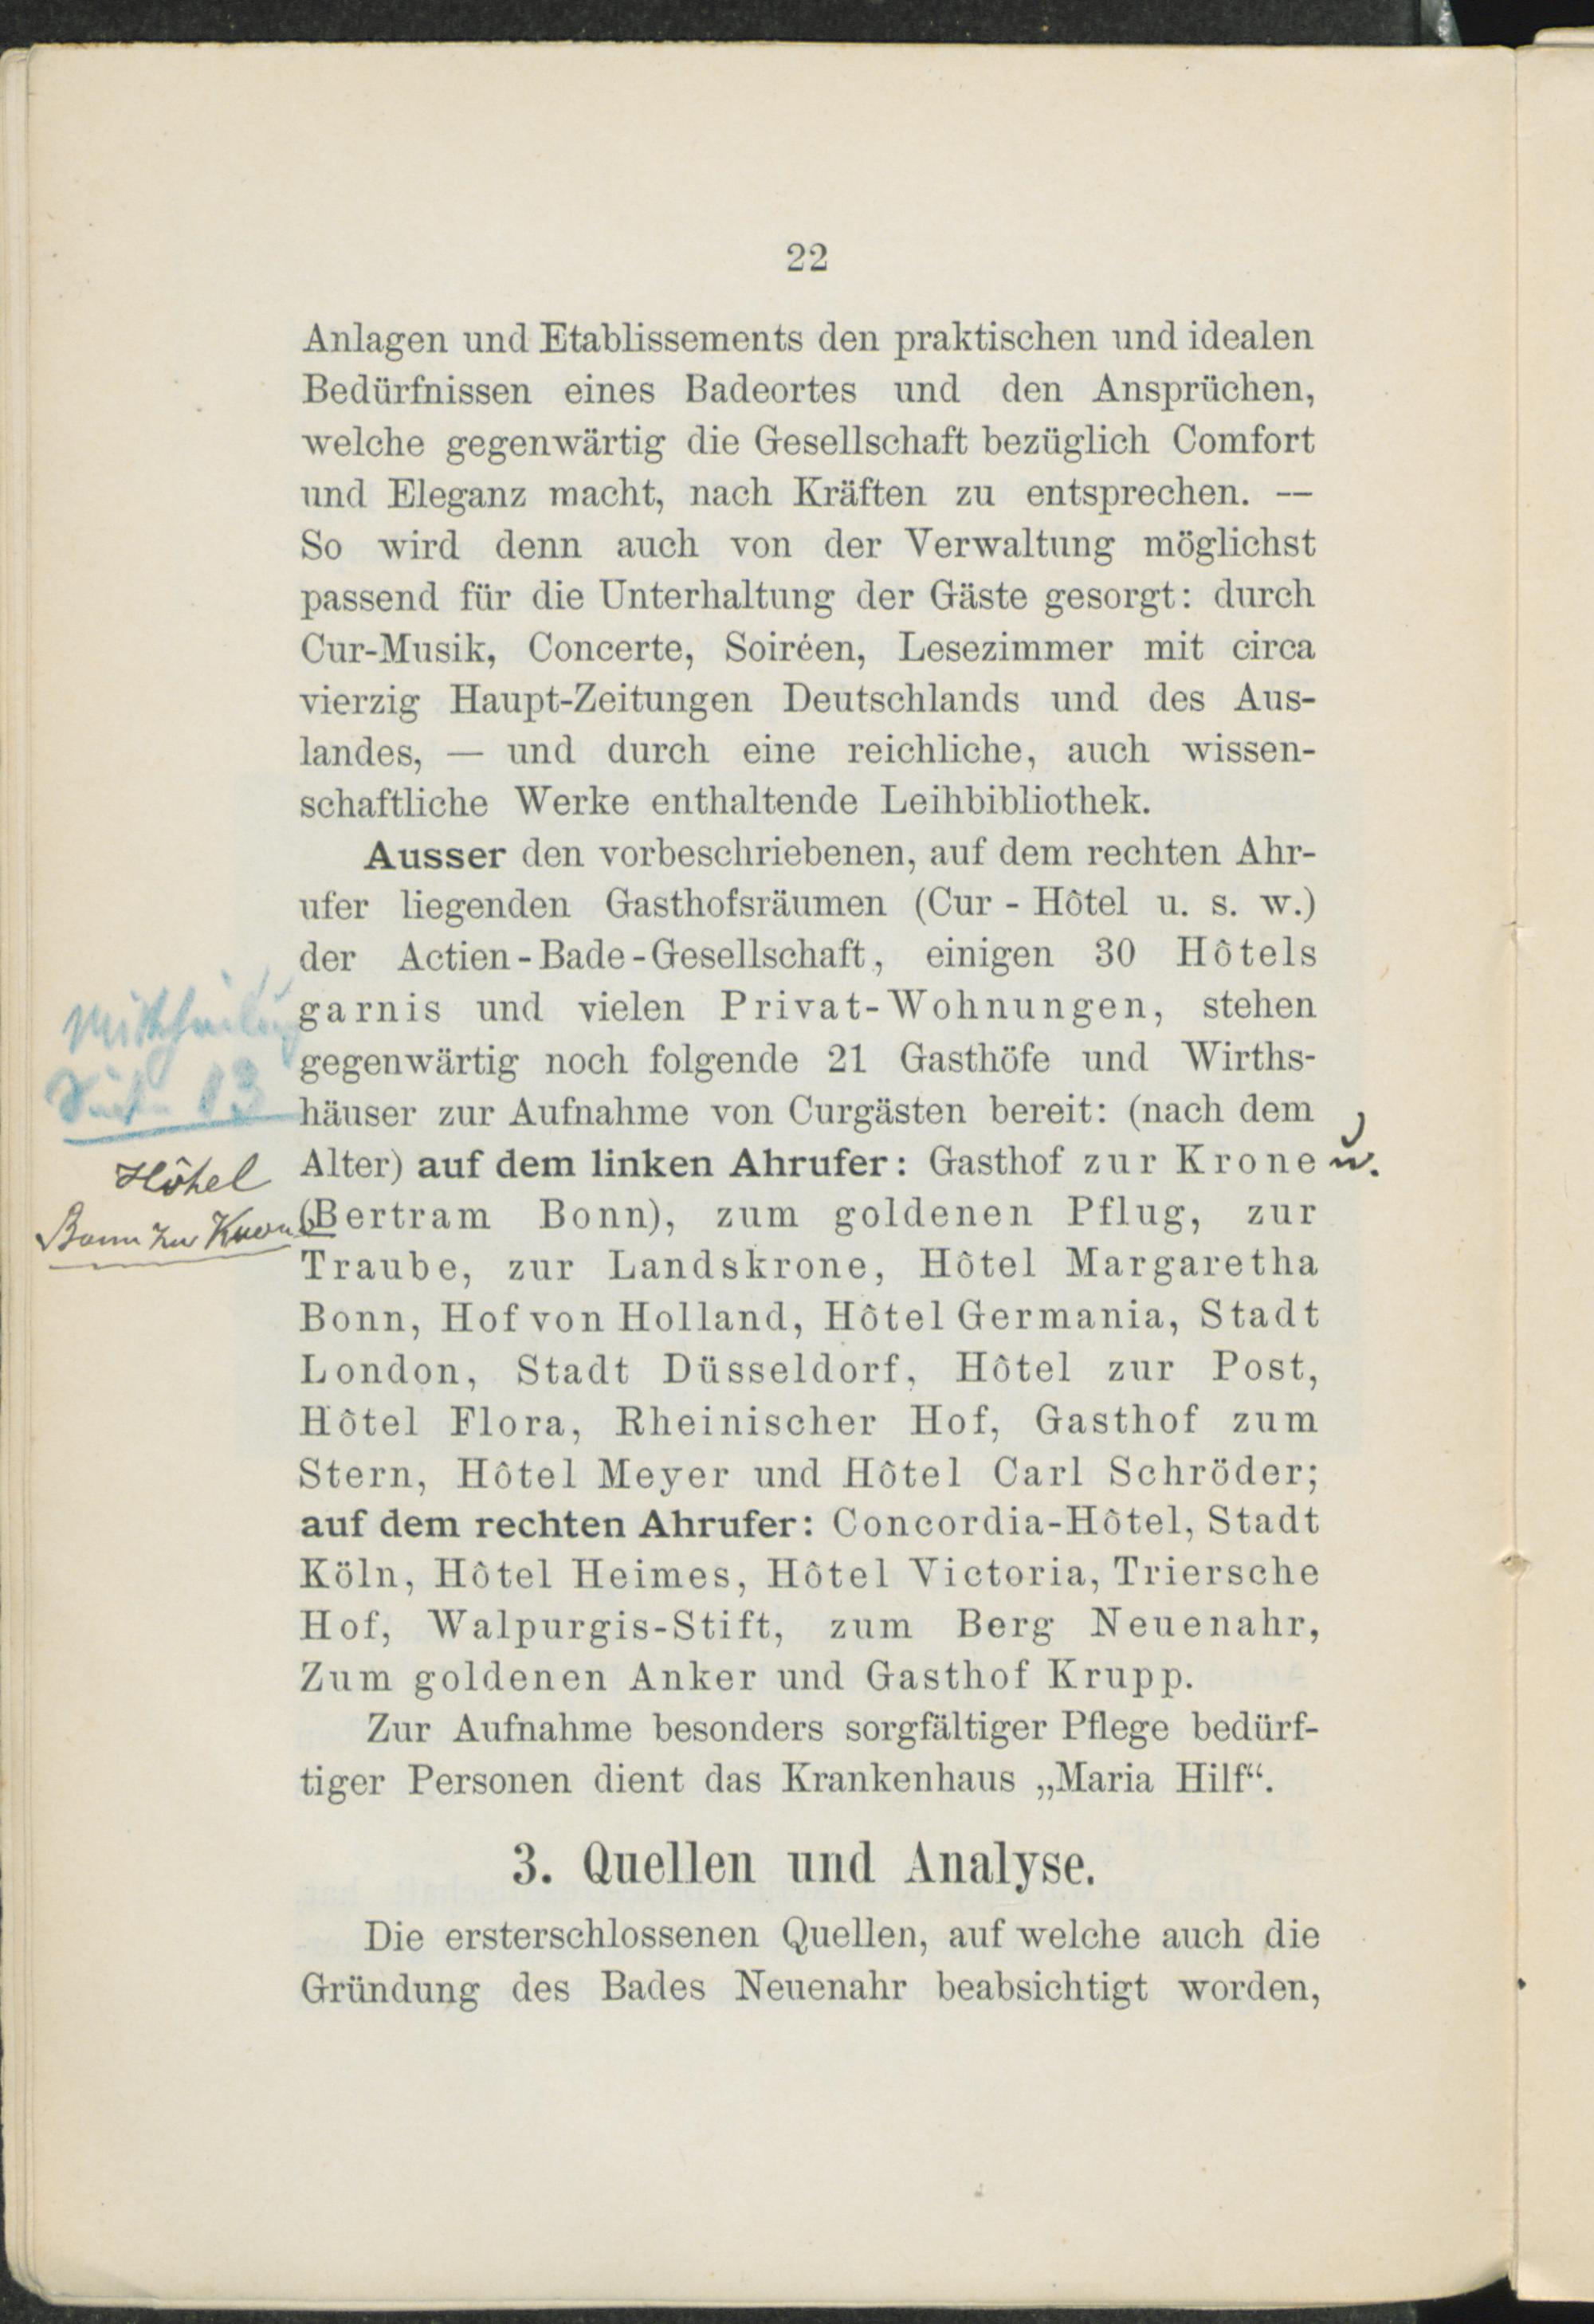 22
Anlagen und Etablissements den praktischen und idealen
Bedürfnissen eines Badeortes und den Ansprüchen,
welche gegenwärtig die Gesellschaft bezüglich Comfort
und Eleganz macht, nach Kräften zu entsprechen. —
So wird denn auch von der Verwaltung möglichst
passend für die Unterhaltung der Gäste gesorgt: durch
Cur-Musik, Concerte, Soiréen, Lesezimmer mit circa
vierzig Haupt-Zeitungen Deutschlands und des Aus-
landes, — und durch eine reichliche, auch wissen-
schaftliche Werke enthaltende Leihbibliothek.
Ausser den vorbeschriebenen, auf dem rechten Ahr-
ufer liegenden Gasthofsräumen (Cur - Hôtel u. s. w.)
der Actien-Bade-Gesellschaft, einigen 30 Hôtels
garnis und vielen Privat-Wohnungen, stehen
gegenwärtig noch folgende 21 Gasthöfe und Wirths-
häuser zur Aufnahme von Curgästen bereit: (nach dem
Alter) auf dem linken Ahrufer: Gasthof zur Krone
(Bertram Bonn), zum goldenen Pflug, zur
Traube, zur Landskrone, Hôtel Margaretha
Bonn, Hof von Holland, Hôtel Germania, Stadt
London, Stadt Düsseldorf, Hôtel zur Post,
Hôtel Flora, Rheinischer Hof, Gasthof zum
Stern, Hôtel Meyer und Hôtel Carl Schröder;
auf dem rechten Ahrufer: Concordia-Hôtel, Stadt
Köln, Hôtel Heimes, Hôtel Victoria, Triersche
Hof, Walpurgis-Stift, zum Berg Neuenahr,
Zum goldenen Anker und Gasthof Krupp.
Zur Aufnahme besonders sorgfältiger Pflege bedürf-
tiger Personen dient das Krankenhaus „Maria Hilf“.
3. Quellen und Analyse.
Die ersterschlossenen Quellen, auf welche auch die
Gründung des Bades Neuenahr beabsichtigt worden,
13
Hôtel
Bonn zur Krone